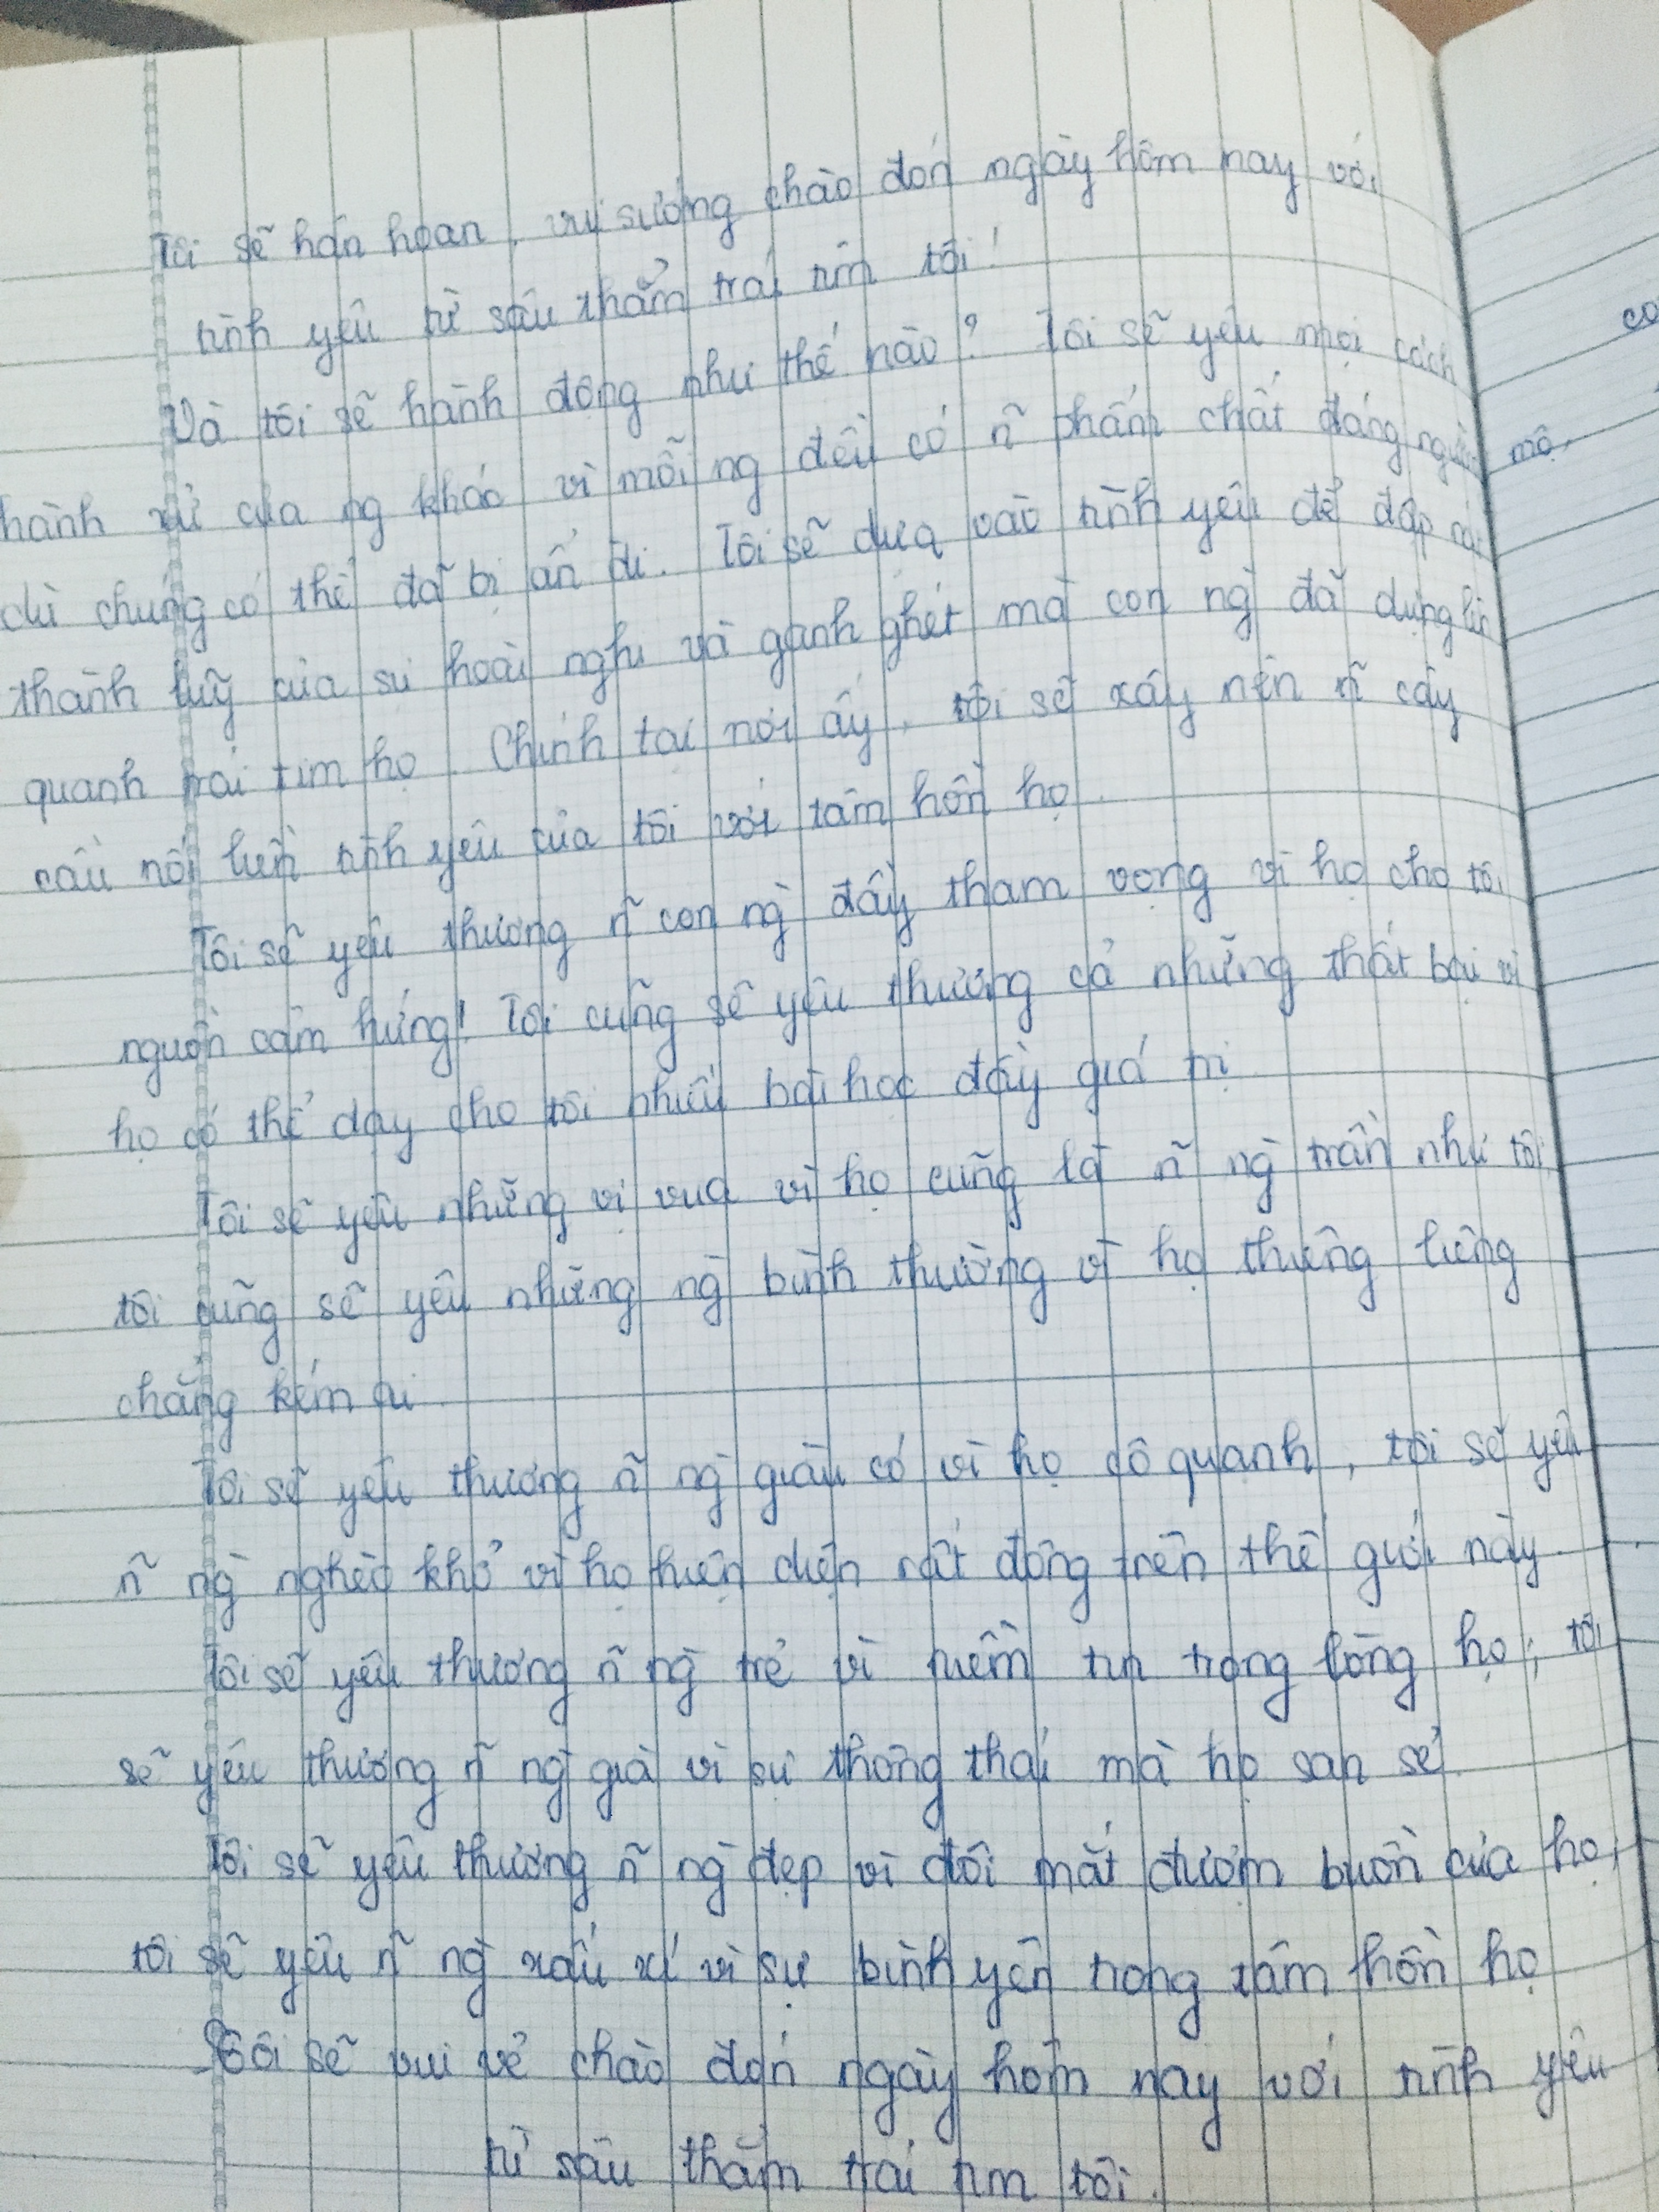 Tôi sẽ hân hoan, vui sướng chào đón ngày hôm nay với
tình yêu từ sâu thẳm trái tim tôi!
Và tôi sẽ hành động như thế nào? Tôi sẽ yêu mọi cách
hành xử của ng khác vì mỗi ng đều có ñ phẩm chất đáng ngưỡng mộ,
dù chúng có thể đã bị ẩn đi. Tôi sẽ dựa vào tình yêu để đập nát
thành luỹ của sự hoài nghi và ganh ghét mà con ng̀ đã dựng lên
quanh trái tim họ. Chính tại nơi ấy, tôi sẽ xây nên ñ cây
cầu nối liền tình yêu của tôi với tâm hồn họ.
Tôi sẽ yêu thương ñ con ng̀ đầy tham vọng vì họ cho tôi
nguồn cảm hứng! Tôi cũng sẽ yêu thương cả những thất bại vì
họ có thể dạy cho tôi nhiều bài học đầy giá trị
Tôi sẽ yêu những vị vua vì họ cũng là ñ ng̀ trần như tôi,
tôi cũng sẽ yêu những ng̀ bình thường vì họ thiêng liêng
chẳng kém ai.
Tôi sẽ yêu thương ñ ng̀ giàu có vì họ cô quạnh, tôi sẽ yêu
ñ ng̀ nghèo khổ vì họ hiện diện rất đông trên thế giới này.
Tôi sẽ yêu thương ñ ng̀ trẻ vì niềm tin trong lòng họ; tôi
sẽ yêu thương ñ ng̀ già vì sự thông thái mà họ san sẻ.
Tôi sẽ yêu thương ñ ng̀ đẹp vì đôi mắt đượm buồn của họ;
tôi sẽ yêu ñ ng̀ xấu xí vì sự bình yên trong tâm hồn họ
Tôi sẽ vui vẻ chào đón ngày hôm nay với tình yêu
từ sâu thẳm trái tim tôi.